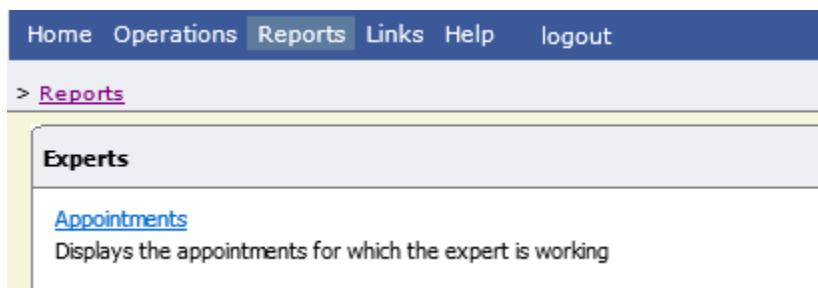 Home Operations Reports Links Help logout
> Reports
Experts
Appointments
Displays the appointments for which the expert is working